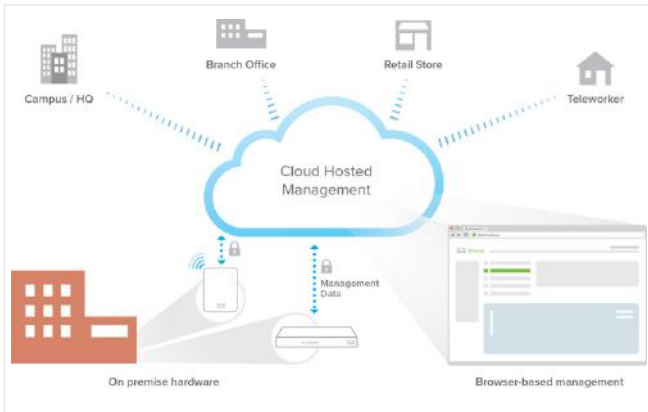 Branch Office
Retail Store
Campus / HQ
Teleworker
Cloud Hosted
Management
Management
Data
On premise hardware
Browser-based management